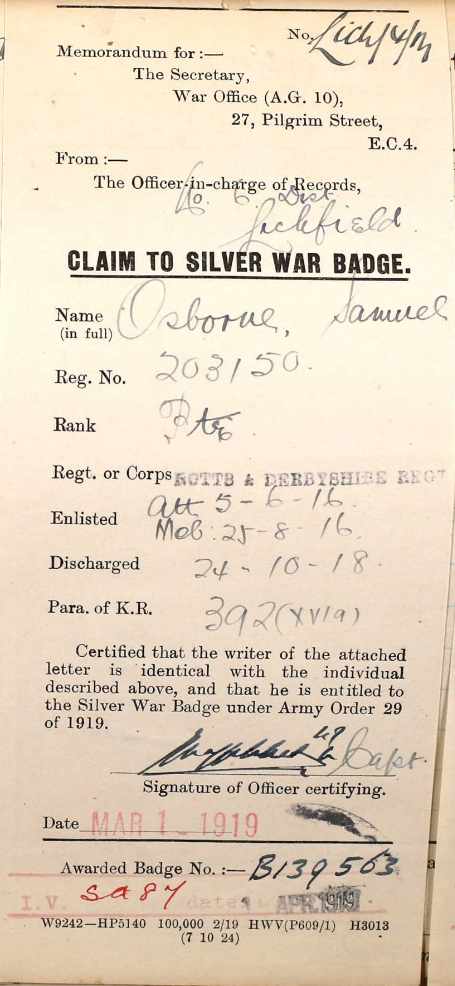 No. Lich/4/
Memorandum for :—
The Secretary,
War Office (A.G. 10),
27, Pilgrim Street,
E.C.4.
From :—
The Officer-in-charge of Records,
No. 6. Dist
Lichfield.
CLAIM TO SILVER WAR BADGE.
Name Osborne, Samuel
(in full)
Reg. No. 203150.
Rank Pte.
Regt. or Corps NOTTS & DERBYSHIRE REGT
Enlisted Att 5-6-16.
Mob: 25-8-16.
Discharged 24-10-18.
Para. of K.R. 392(XVIa)
Certified that the writer of the attached
letter is identical with the individual
described above, and that he is entitled to
the Silver War Badge under Army Order 29
of 1919.
Capt.
Signature of Officer certifying.
Date MAR 1- 1919
Awarded Badge No. :— B139563
I.V. Sd 87 dated 1 APR 1919
W9242—HP5140 100,000 2/19 HWV(P609/1) H3013
(7 10 24)